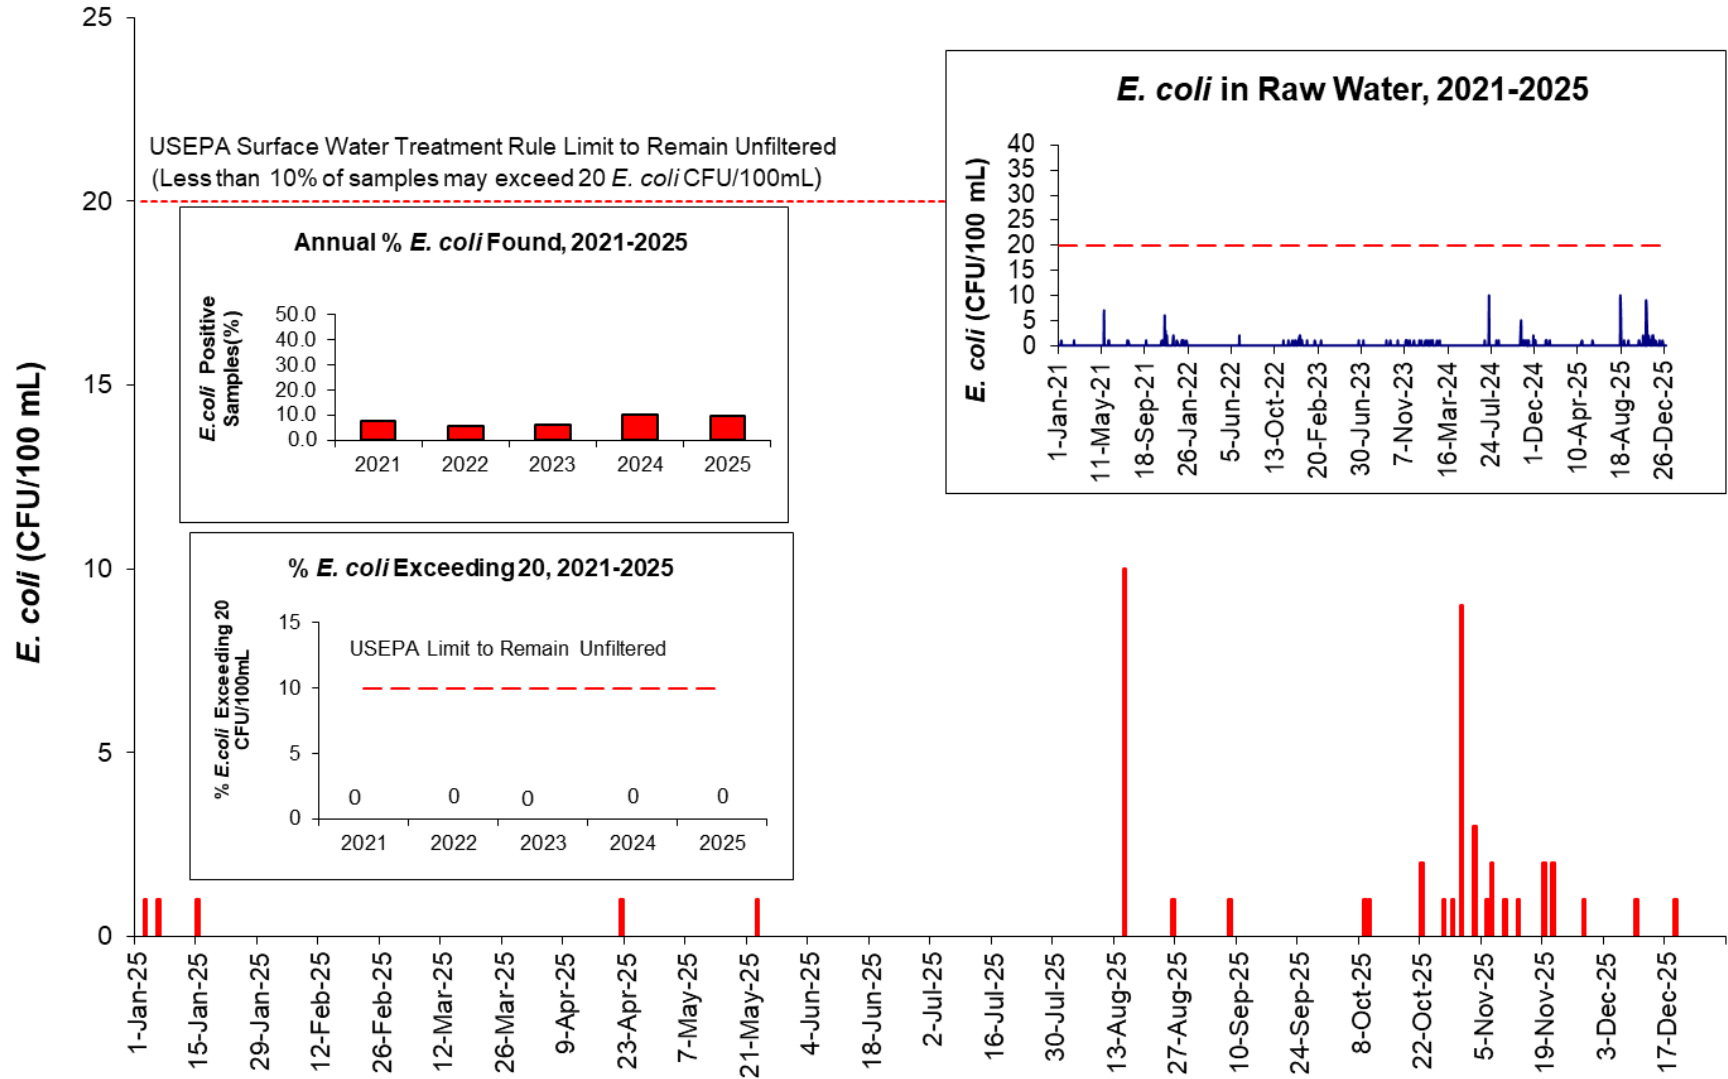 E. coli (CFU/100 mL)
25
20
15
10
5
0
USEPA Surface Water Treatment Rule Limit to Remain Unfiltered
(Less than 10% of samples may exceed 20 E. coli CFU/100mL)
Annual % E. coli Found, 2021-2025
E.coli Positive
Samples(%)
50.0
40.0
30.0
20.0
10.0
0.0
2021 2022 2023 2024 2025
% E. coli Exceeding 20, 2021-2025
% E.coli Exceeding 20
CFU/100mL
15
10
5
0
USEPA Limit to Remain Unfiltered
0 0 0 0 0
2021 2022 2023 2024 2025
E. coli in Raw Water, 2021-2025
E. coli (CFU/100 mL)
40
35
30
25
20
15
10
5
0
1-Jan-21
11-May-21
18-Sep-21
26-Jan-22
5-Jun-22
13-Oct-22
20-Feb-23
30-Jun-23
7-Nov-23
16-Mar-24
24-Jul-24
1-Dec-24
10-Apr-25
18-Aug-25
26-Dec-25
1-Jan-25
15-Jan-25
29-Jan-25
12-Feb-25
26-Feb-25
12-Mar-25
26-Mar-25
9-Apr-25
23-Apr-25
7-May-25
21-May-25
4-Jun-25
18-Jun-25
2-Jul-25
16-Jul-25
30-Jul-25
13-Aug-25
27-Aug-25
10-Sep-25
24-Sep-25
8-Oct-25
22-Oct-25
5-Nov-25
19-Nov-25
3-Dec-25
17-Dec-25